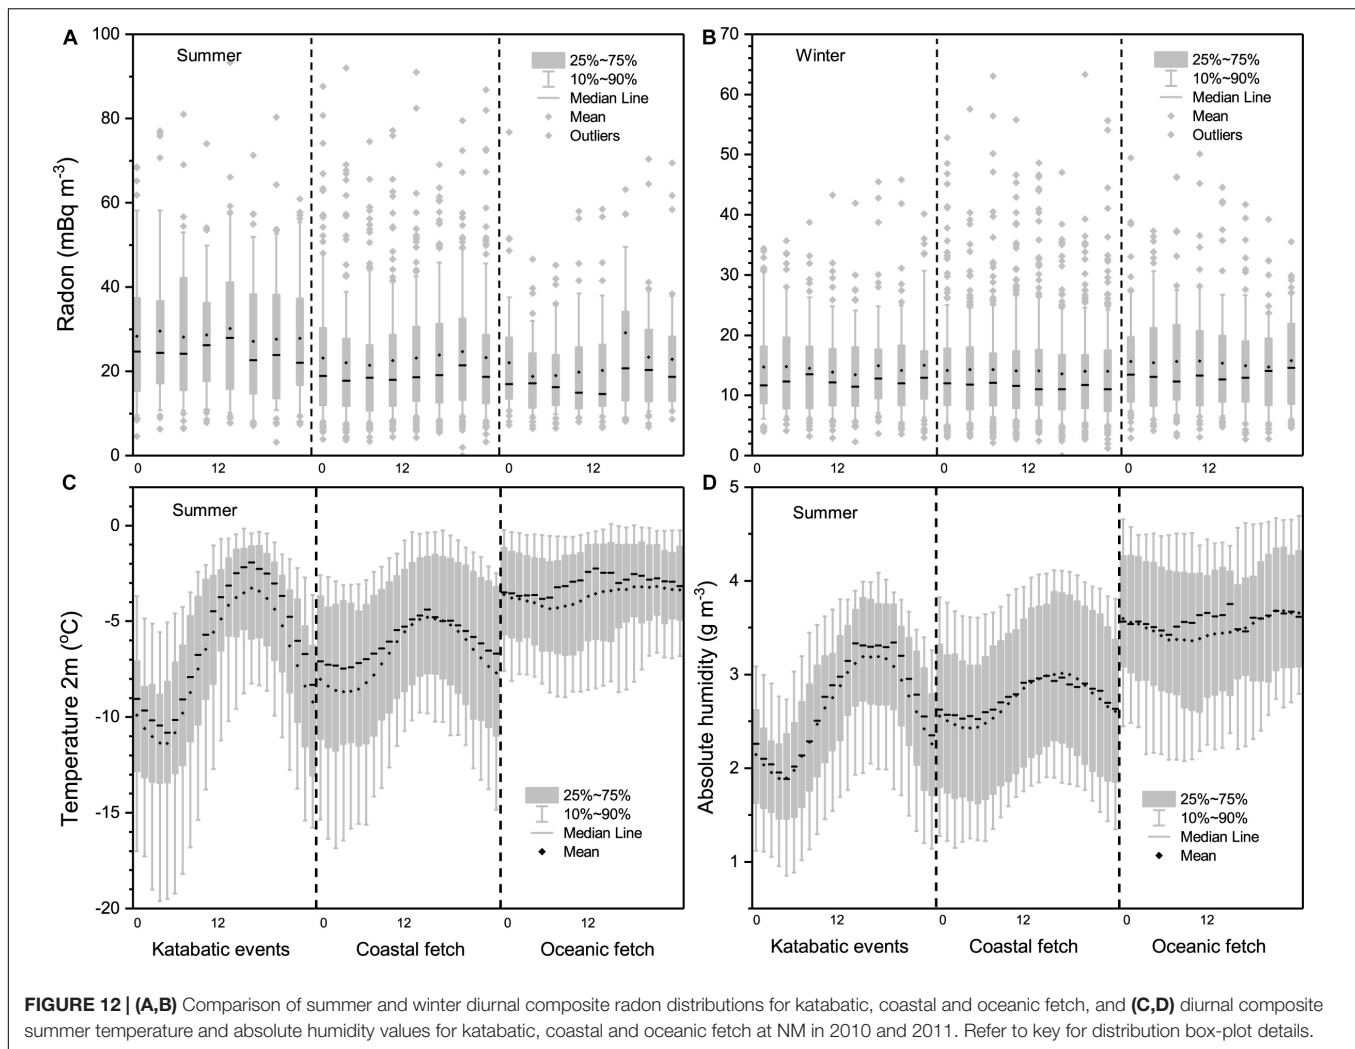 A
Summer
25%~75%
10%~90%
Median Line
Mean
Outliers
Radon (mBq m-3)
100
80
60
40
20
0
0 12 0 12 0 12
B
Winter
25%~75%
10%~90%
Median Line
Mean
Outliers
70
60
50
40
30
20
10
0
0 12 0 12 0 12
C
Summer
Temperature 2m (oC)
0
-5
-10
-15
-20
25%~75%
10%~90%
Median Line
Mean
0 12 0 12 0 12
Katabatic events Coastal fetch Oceanic fetch
D
Summer
Absolute humidity (g m-3)
5
4
3
2
1
25%~75%
10%~90%
Median Line
Mean
0 12 0 12 0 12
Katabatic events Coastal fetch Oceanic fetch
FIGURE 12 | (A,B) Comparison of summer and winter diurnal composite radon distributions for katabatic, coastal and oceanic fetch, and (C,D) diurnal composite
summer temperature and absolute humidity values for katabatic, coastal and oceanic fetch at NM in 2010 and 2011. Refer to key for distribution box-plot details.